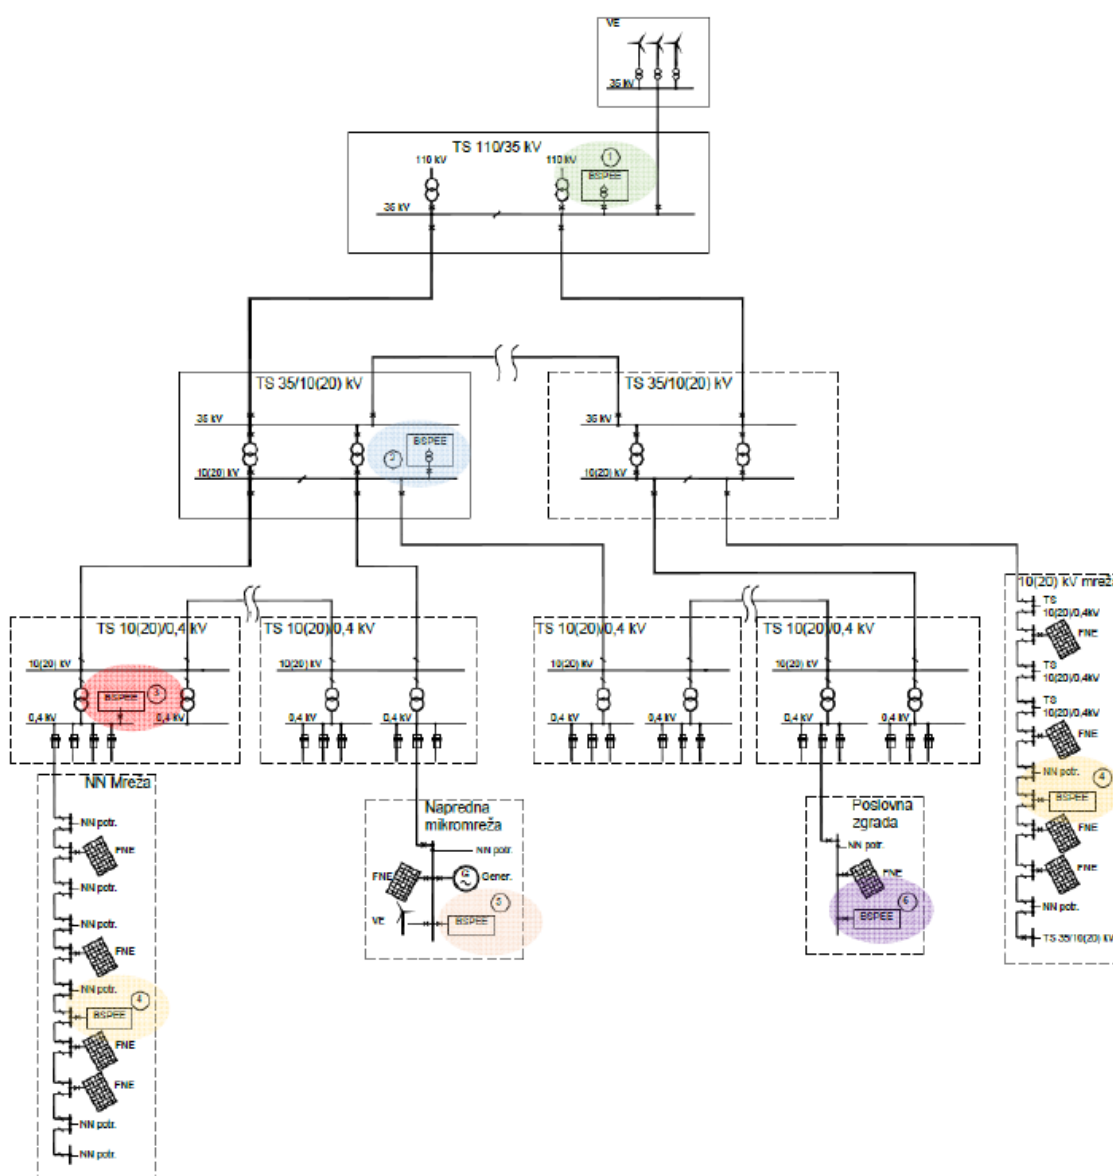 VE
35 kV
TS 110/35 kV
110 kV
110 kV
1
BSPEE
35 kV
TS 35/10(20) kV
35 kV
BSPEE
2
10(20) kV
TS 35/10(20) kV
35 kV
10(20) kV
TS 10(20)/0,4 kV
10(20) kV
BSPEE
3
0,4 kV
0,4 kV
TS 10(20)/0,4 kV
10(20) kV
0,4 kV
0,4 kV
TS 10(20)/0,4 kV
10(20) kV
0,4 kV
0,4 kV
TS 10(20)/0,4 kV
10(20) kV
0,4 kV
0,4 kV
10(20) kV mreža
TS
10(20)/0,4kV
FNE
TS
10(20)/0,4kV
TS
10(20)/0,4kV
FNE
NN potr.
4
BSPEE
FNE
FNE
NN potr.
TS 35/10(20) kV
NN Mreža
NN potr.
FNE
NN potr.
NN potr.
FNE
NN potr.
4
BSPEE
FNE
FNE
NN potr.
NN potr.
Napredna
mikromreža
NN potr.
FNE
G
Gener.
VE
BSPEE
5
Poslovna
zgrada
NN potr.
FNE
BSPEE
6